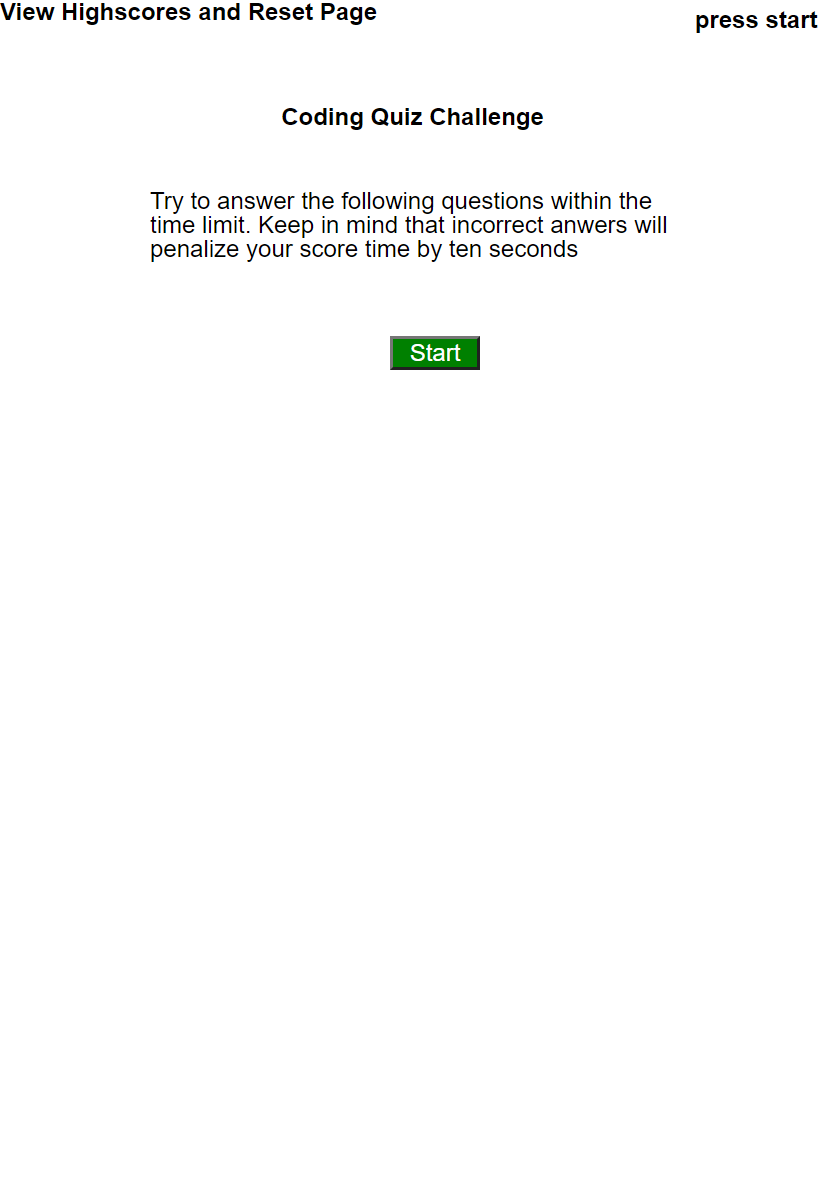 View Highscores and Reset Page
press start
Coding Quiz Challenge
Try to answer the following questions within the
time limit. Keep in mind that incorrect anwers will
penalize your score time by ten seconds
Start